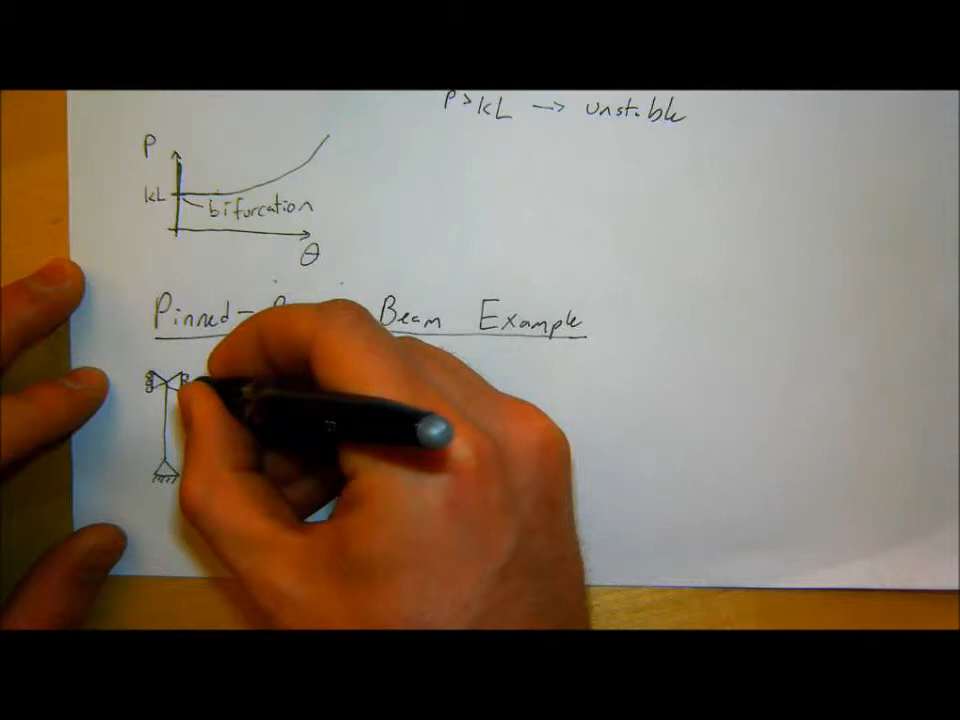 P > kL → unstable
P
kL
bifurcation
θ
Pinned- Beam Example